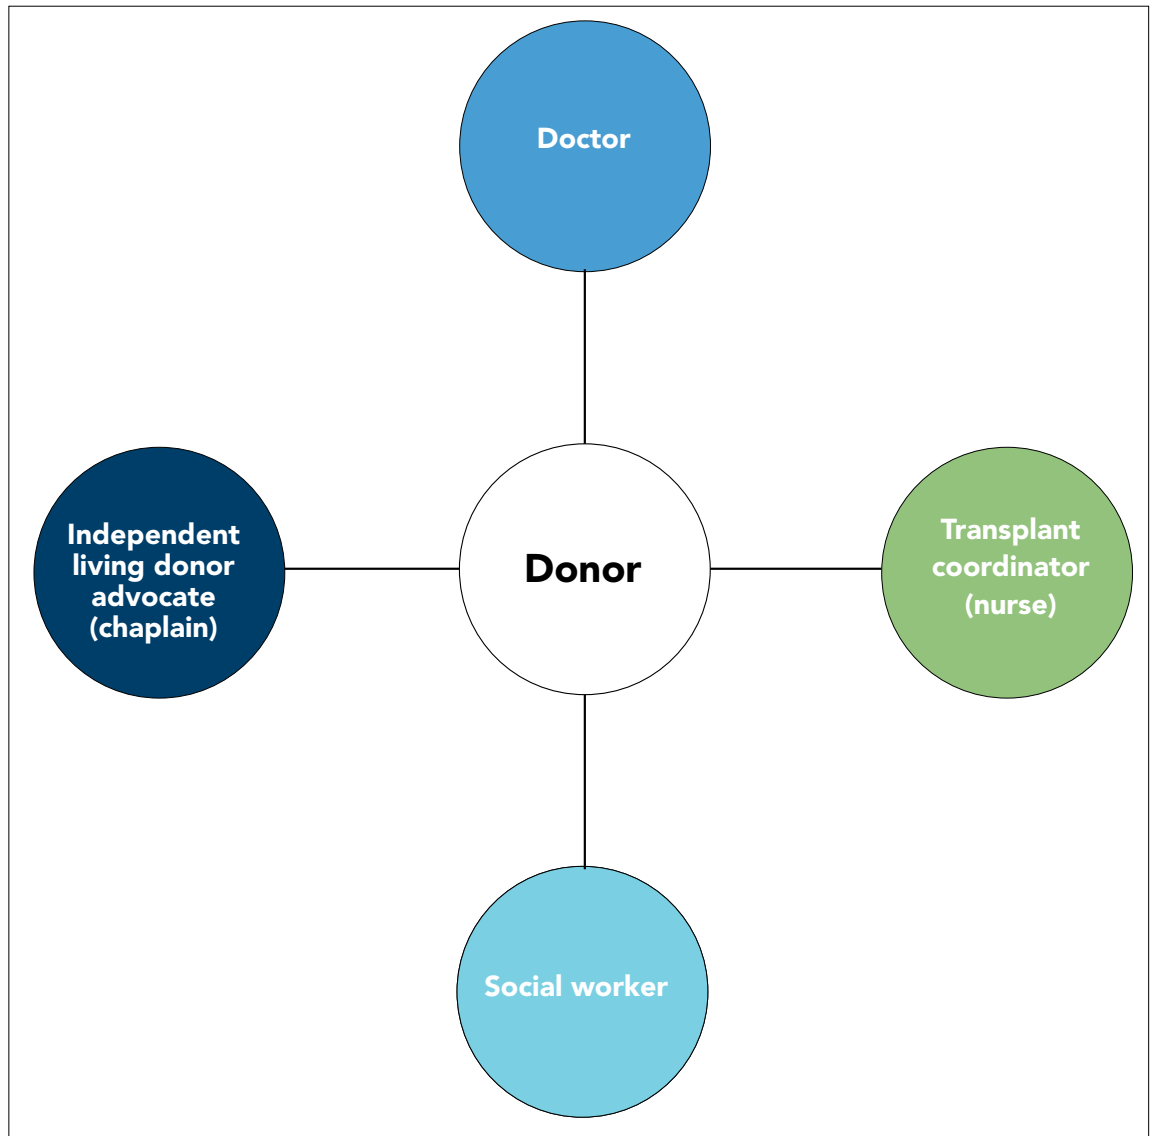 Doctor
Independent
living donor
advocate
(chaplain)
Donor
Transplant
coordinator
(nurse)
Social worker